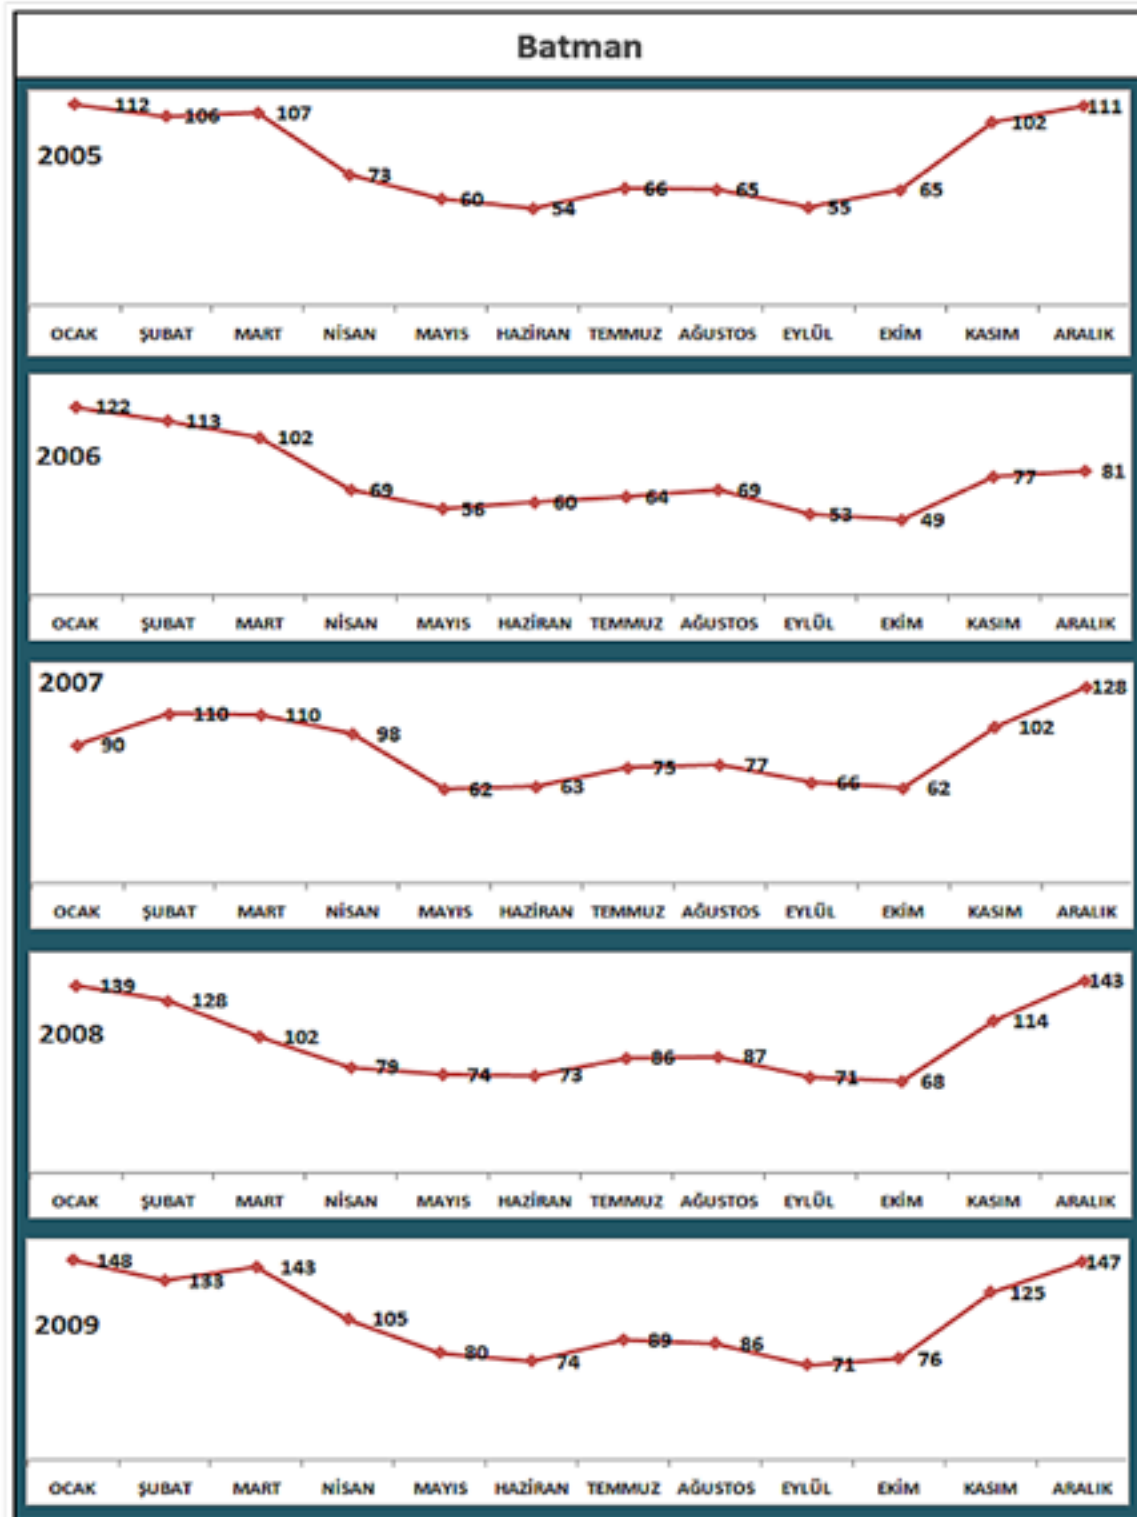 Batman
2005
112 106 107 73 60 54 66 65 55 65 102 111
OCAK ŞUBAT MART NİSAN MAYIS HAZİRAN TEMMUZ AĞUSTOS EYLÜL EKİM KASIM ARALIK
2006
122 113 102 69 56 60 64 69 53 49 77 81
OCAK ŞUBAT MART NİSAN MAYIS HAZİRAN TEMMUZ AĞUSTOS EYLÜL EKİM KASIM ARALIK
2007
90 110 110 98 62 63 75 77 66 62 102 128
OCAK ŞUBAT MART NİSAN MAYIS HAZİRAN TEMMUZ AĞUSTOS EYLÜL EKİM KASIM ARALIK
2008
139 128 102 79 74 73 86 87 71 68 114 143
OCAK ŞUBAT MART NİSAN MAYIS HAZİRAN TEMMUZ AĞUSTOS EYLÜL EKİM KASIM ARALIK
2009
148 133 143 105 80 74 89 86 71 76 125 147
OCAK ŞUBAT MART NİSAN MAYIS HAZİRAN TEMMUZ AĞUSTOS EYLÜL EKİM KASIM ARALIK